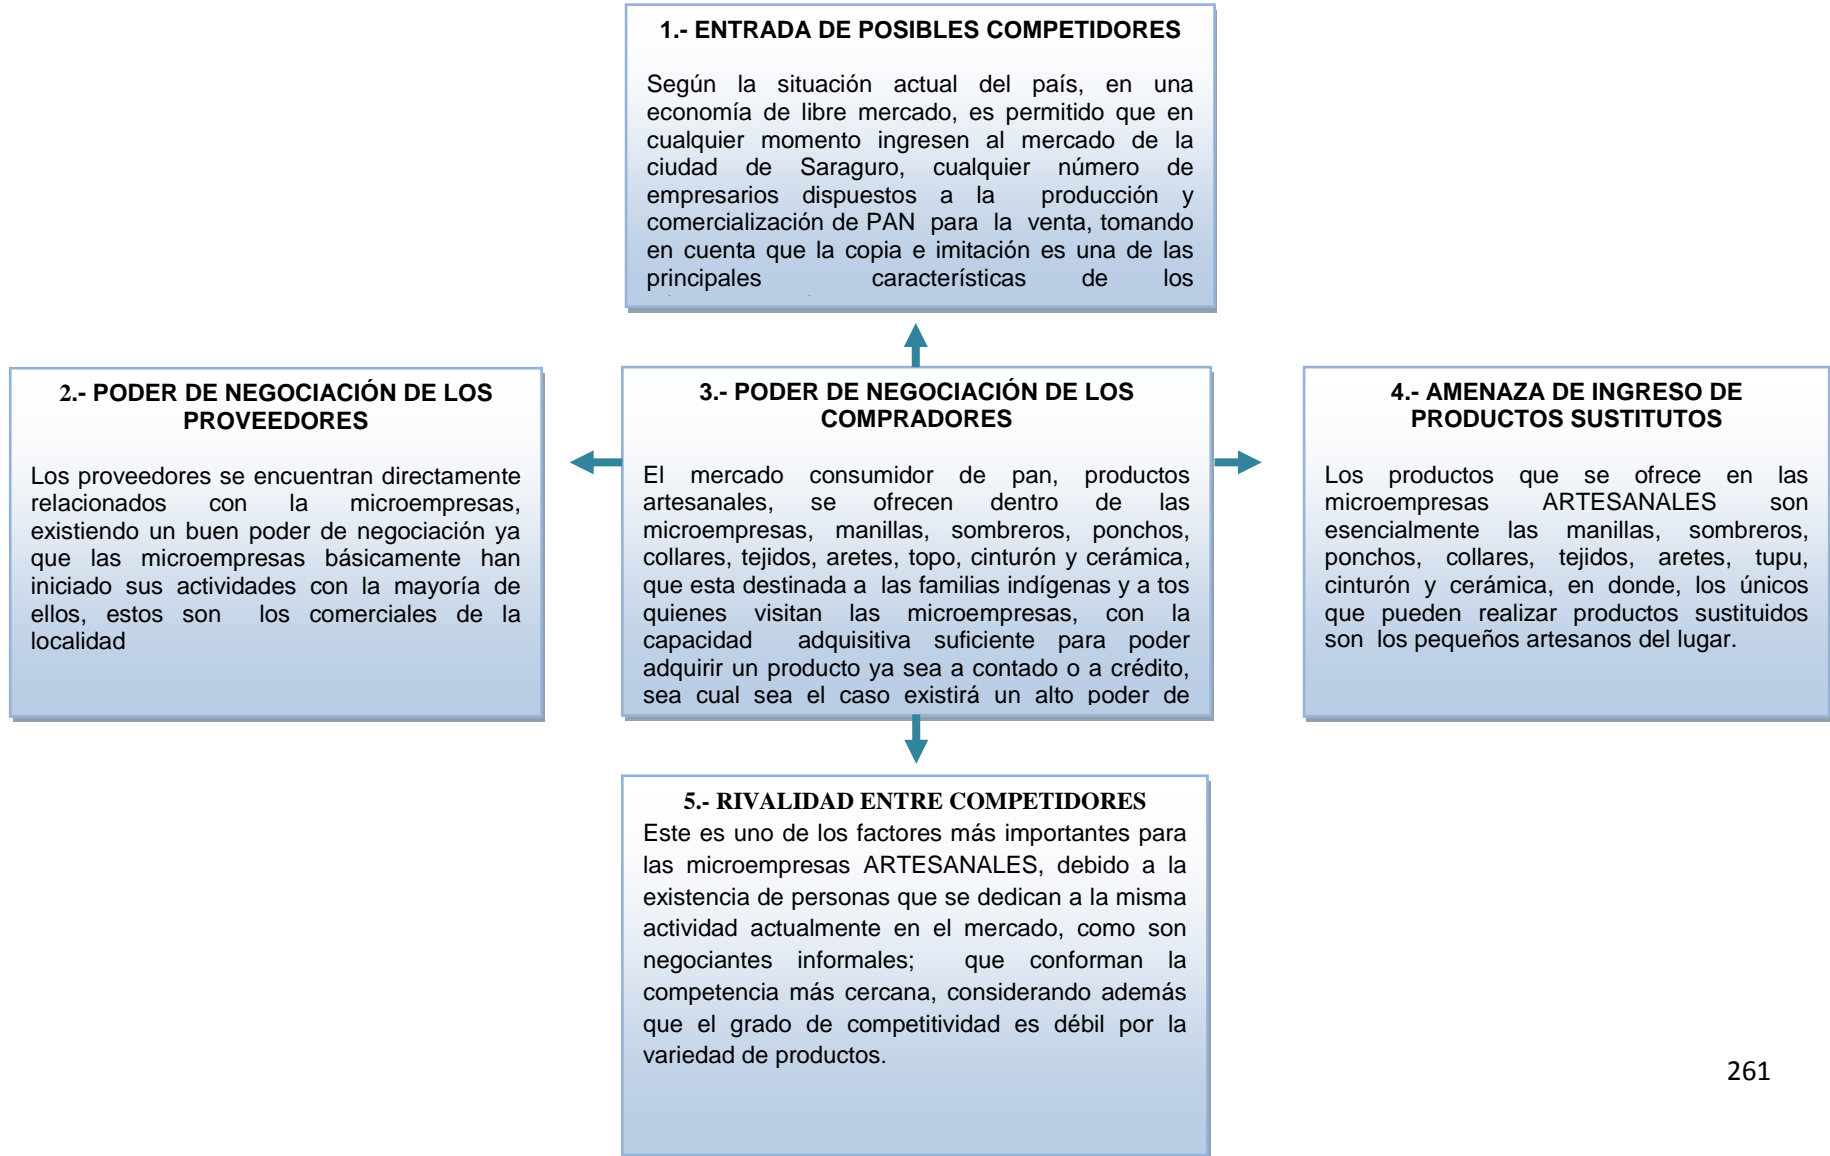 1.- ENTRADA DE POSIBLES COMPETIDORES
Según la situación actual del país, en una
economía de libre mercado, es permitido que en
cualquier momento ingresen al mercado de la
ciudad de Saraguro, cualquier número de
empresarios dispuestos a la producción y
comercialización de PAN para la venta, tomando
en cuenta que la copia e imitación es una de las
principales características de los
2.- PODER DE NEGOCIACIÓN DE LOS
PROVEEDORES
Los proveedores se encuentran directamente
relacionados con la microempresas,
existiendo un buen poder de negociación ya
que las microempresas básicamente han
iniciado sus actividades con la mayoría de
ellos, estos son los comerciales de la
localidad
3.- PODER DE NEGOCIACIÓN DE LOS
COMPRADORES
El mercado consumidor de pan, productos
artesanales, se ofrecen dentro de las
microempresas, manillas, sombreros, ponchos,
collares, tejidos, aretes, topo, cinturón y cerámica,
que esta destinada a las familias indígenas y a tos
quienes visitan las microempresas, con la
capacidad adquisitiva suficiente para poder
adquirir un producto ya sea a contado o a crédito,
sea cual sea el caso existirá un alto poder de
4.- AMENAZA DE INGRESO DE
PRODUCTOS SUSTITUTOS
Los productos que se ofrece en las
microempresas ARTESANALES son
esencialmente las manillas, sombreros,
ponchos, collares, tejidos, aretes, tupu,
cinturón y cerámica, en donde, los únicos
que pueden realizar productos sustituidos
son los pequeños artesanos del lugar.
5.- RIVALIDAD ENTRE COMPETIDORES
Este es uno de los factores más importantes para
las microempresas ARTESANALES, debido a la
existencia de personas que se dedican a la misma
actividad actualmente en el mercado, como son
negociantes informales; que conforman la
competencia más cercana, considerando además
que el grado de competitividad es débil por la
variedad de productos.
261